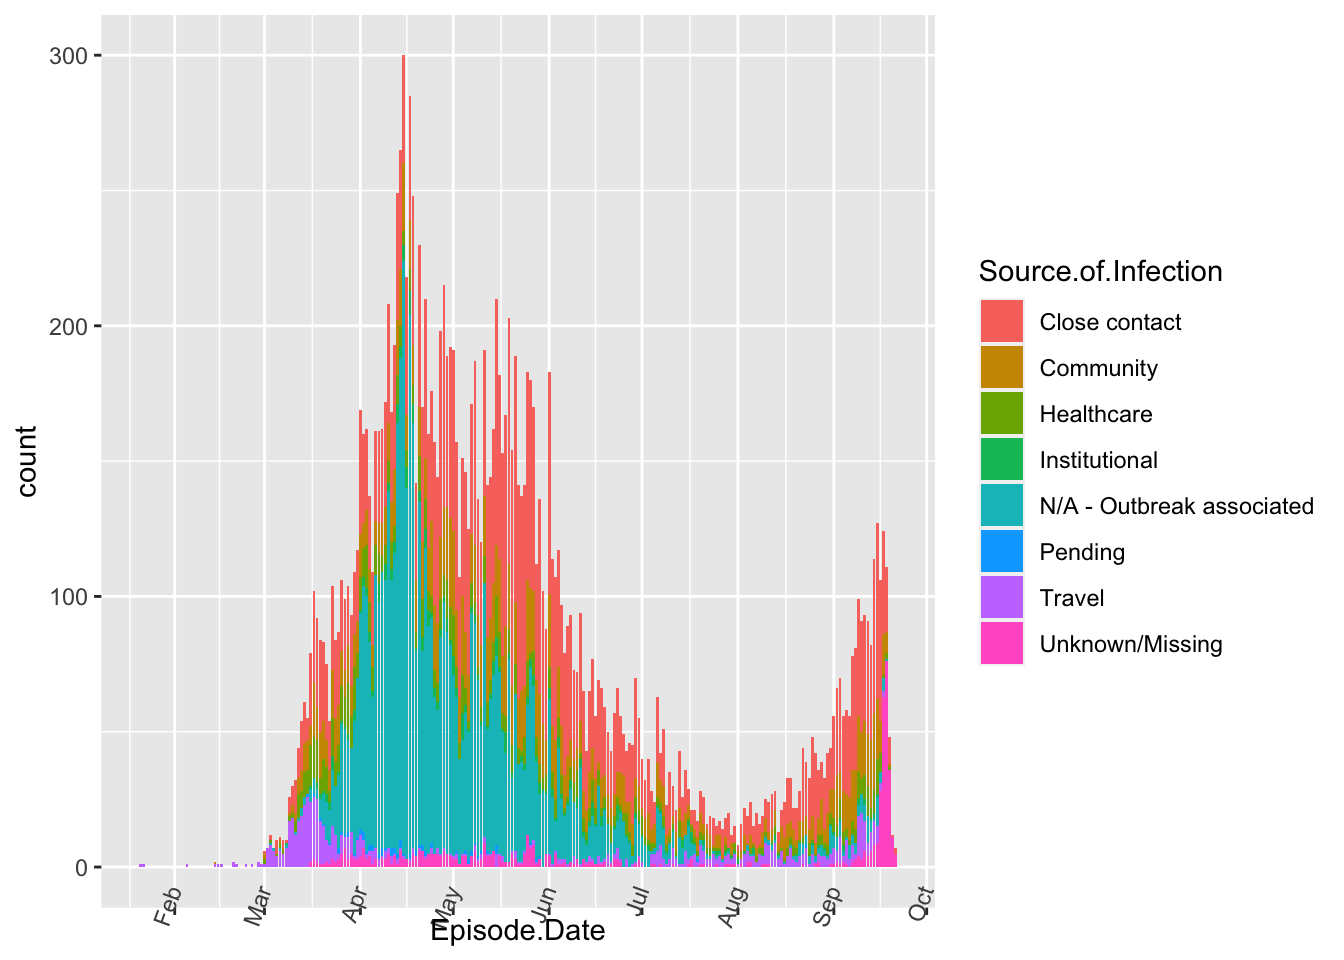 300
200
100
0
count
Feb
Mar
Apr
May
Jun
Jul
Aug
Sep
Oct
Episode.Date
Source.of.Infection
Close contact
Community
Healthcare
Institutional
N/A - Outbreak associated
Pending
Travel
Unknown/Missing